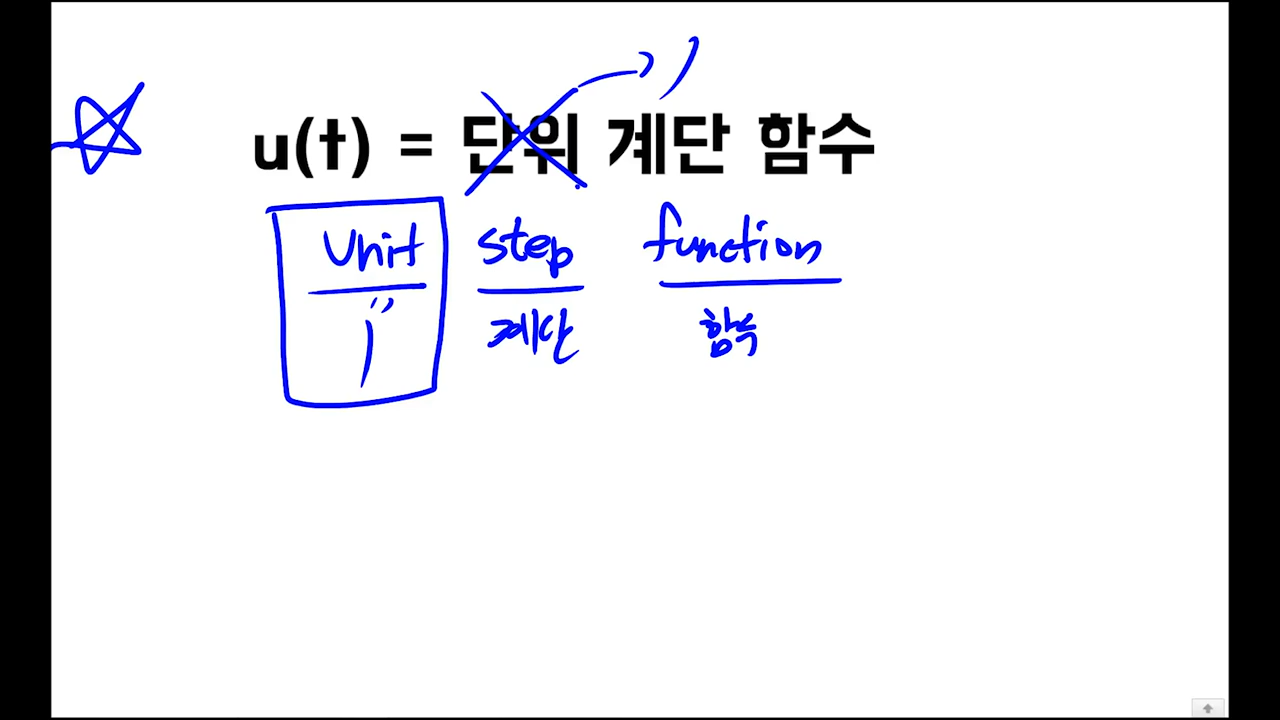 u(t) = 단위 계단 함수
Unit step function
1 계단 함수